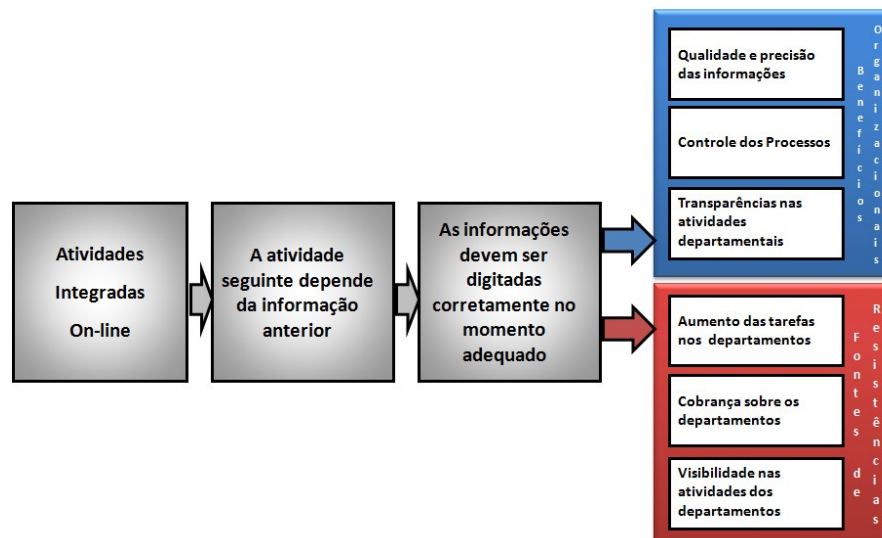 Atividades
Integradas
On-line
A atividade
seguinte depende
da informação
anterior
As informações
devem ser
digitadas
corretamente no
momento
adequado
Qualidade e precisão
das informações
Controle dos Processos
Transparências nas
atividades
departamentais
Benefícios
Organizacionais
Aumento das tarefas
nos departamentos
Cobrança sobre os
departamentos
Visibilidade nas
atividades dos
departamentos
Fontes de
Resistências